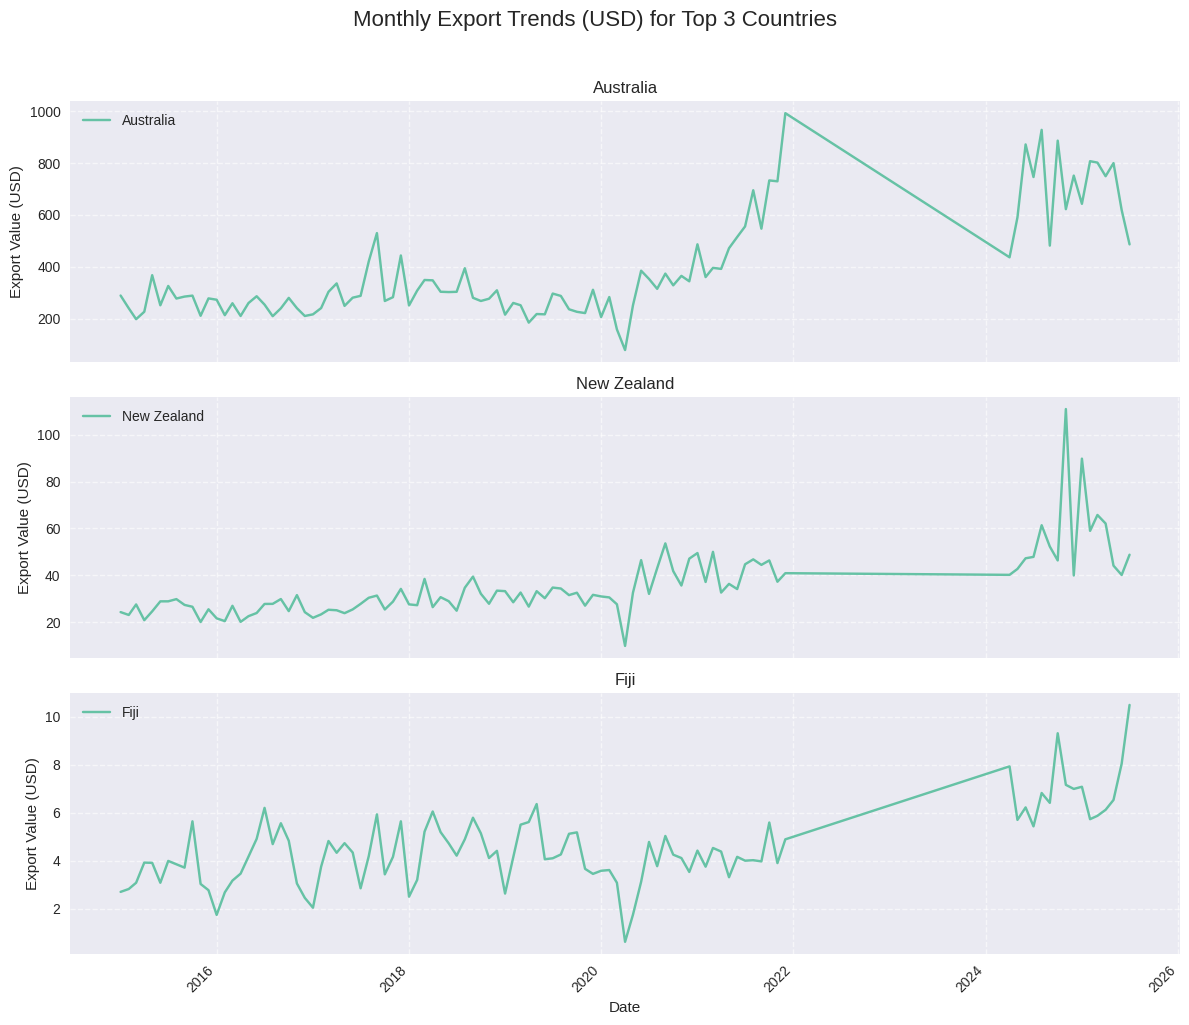 Monthly Export Trends (USD) for Top 3 Countries
Australia
Australia
Export Value (USD)
1000
800
600
400
200
New Zealand
New Zealand
Export Value (USD)
100
80
60
40
20
Fiji
Fiji
Export Value (USD)
10
8
6
4
2
2016
2018
2020
2022
2024
2026
Date